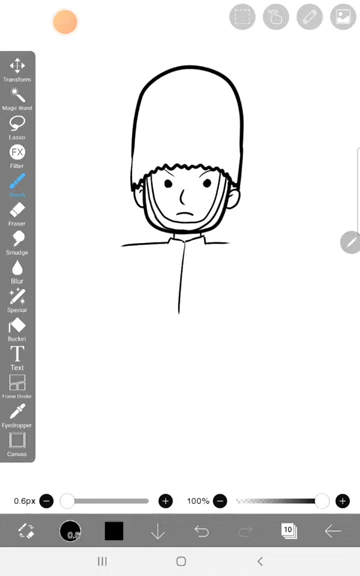 Transform
Magic Wand
Lasso
FX
Filter
Brush
Eraser
Smudge
Blur
Special
Bucket
T
Text
Frame Divider
Eyedropper
Canvas
0.6px
100%
10